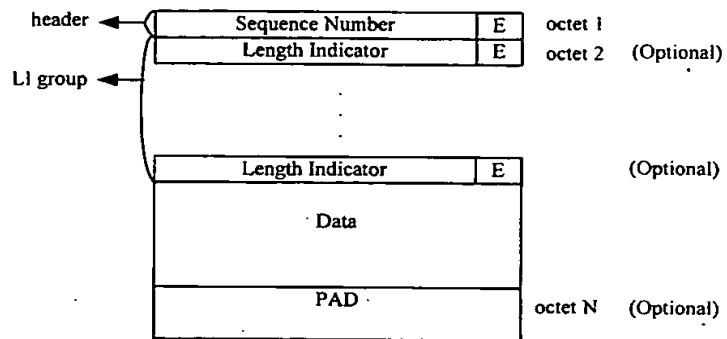 header Sequence Number E octet 1
Length Indicator E octet 2 (Optional)
LI group
Length Indicator E (Optional)
Data
PAD octet N (Optional)